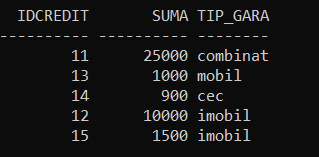 IDCREDIT SUMA TIP_GARA
---------- ---------- --------
11 25000 combinat
13 1000 mobil
14 900 cec
12 10000 imobil
15 1500 imobil